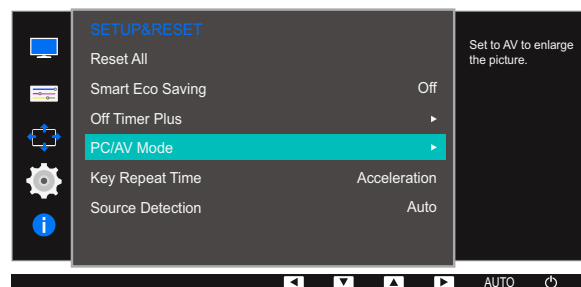 SETUP&RESET
Reset All
Smart Eco Saving Off
Off Timer Plus
PC/AV Mode
Key Repeat Time Acceleration
Source Detection Auto
Set to AV to enlarge
the picture.
AUTO